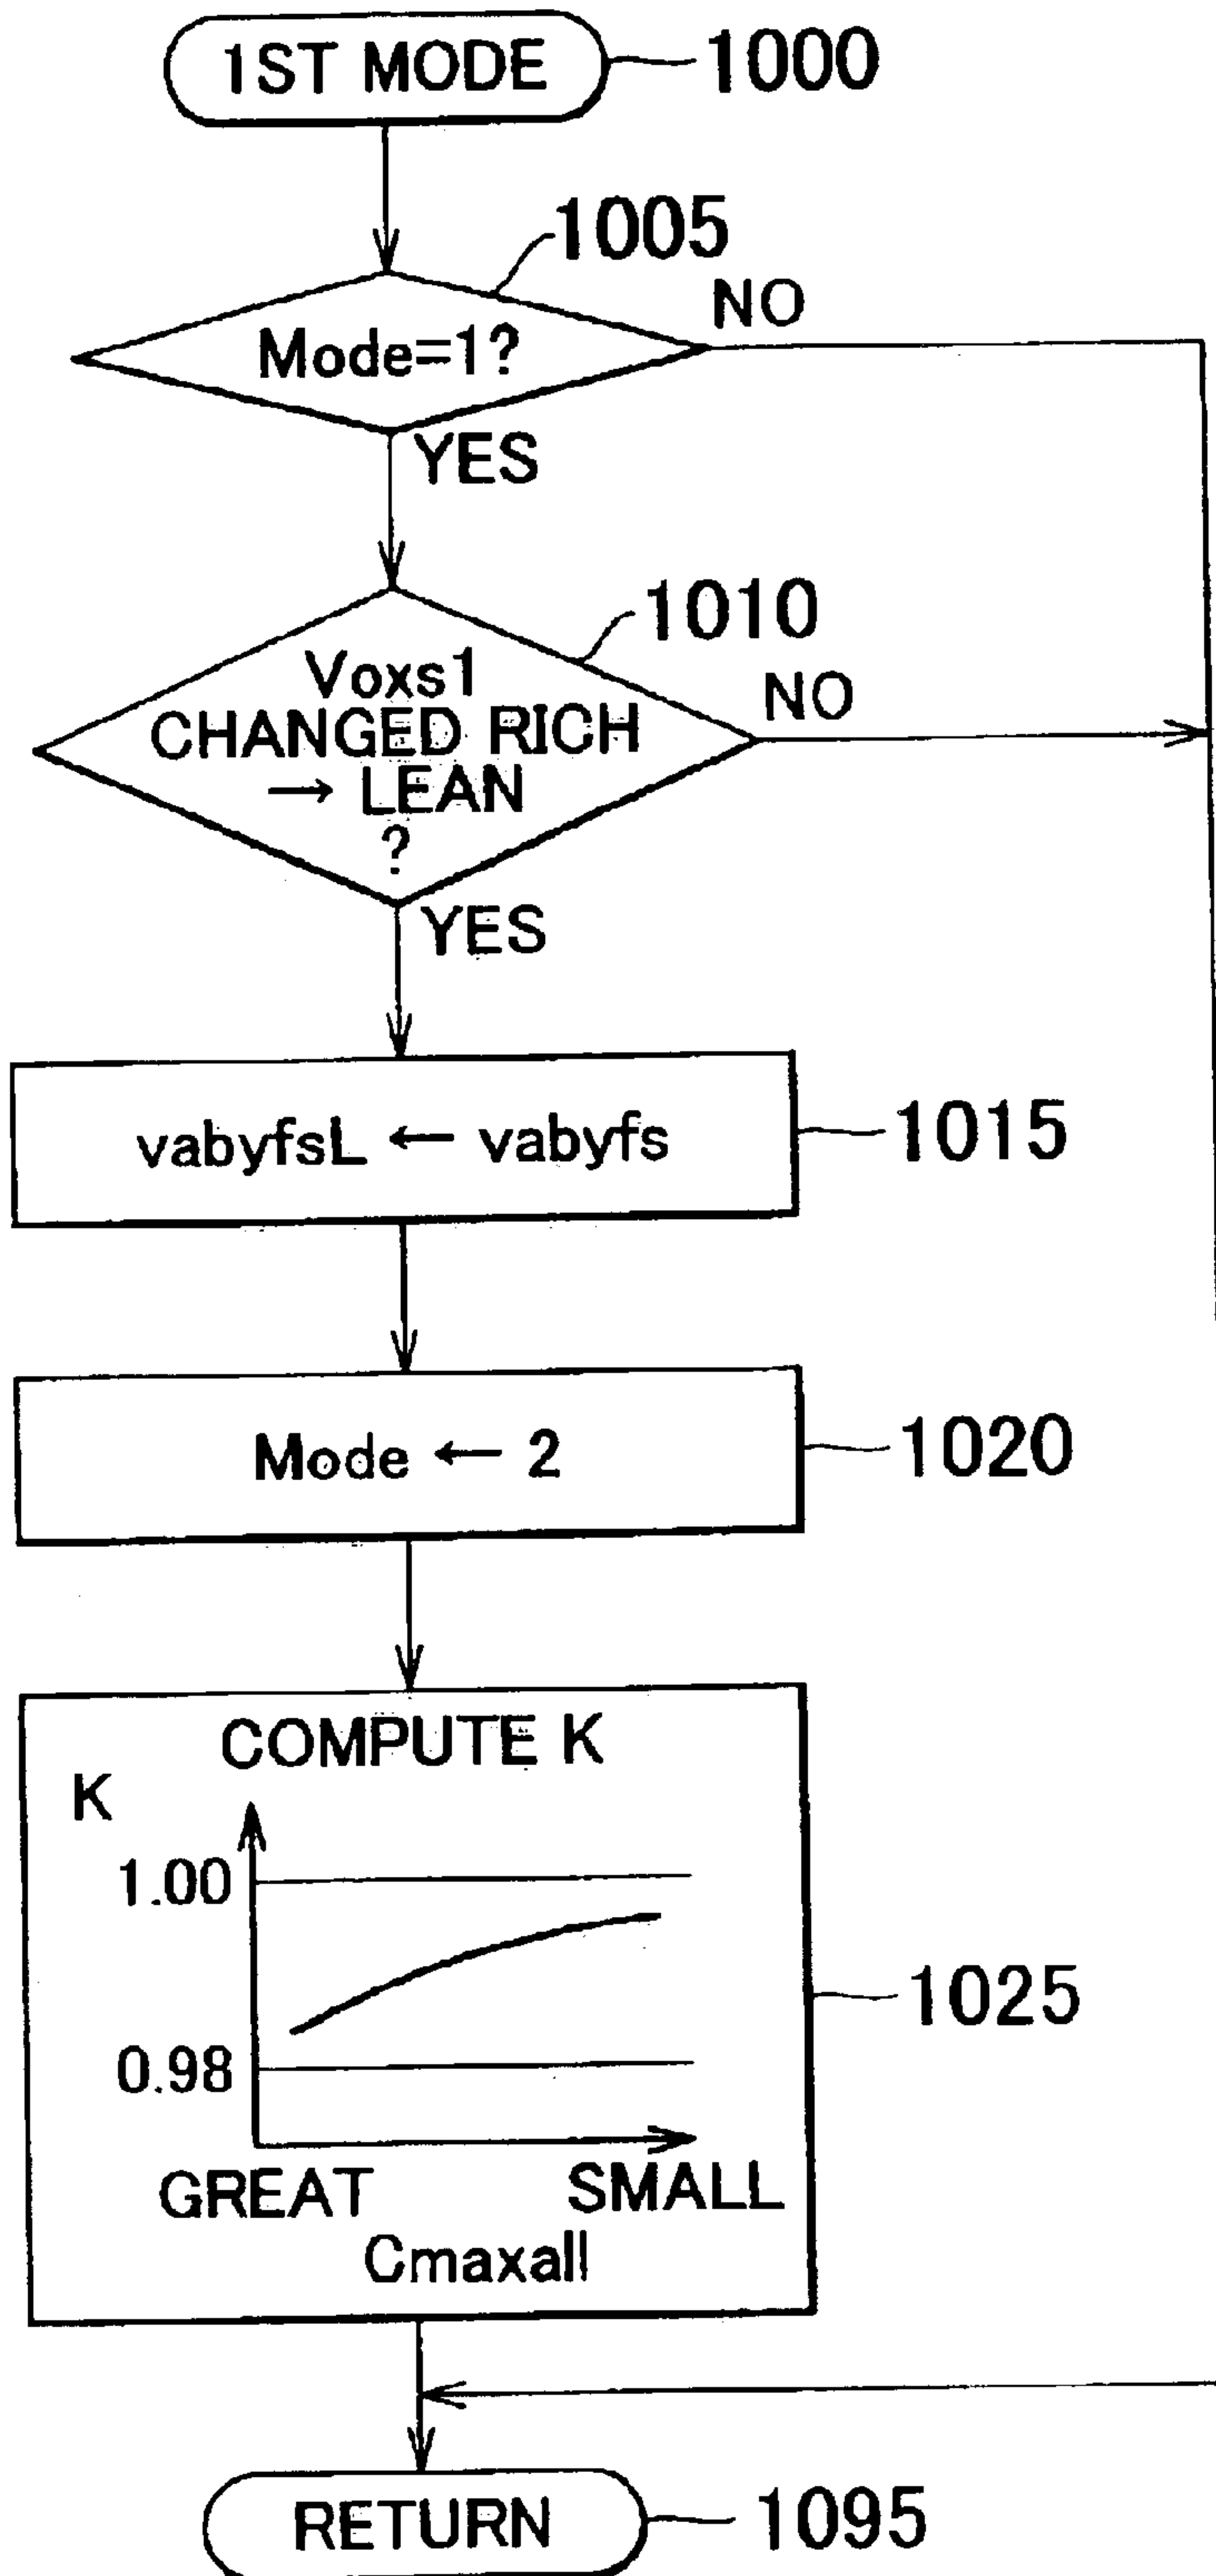 1ST MODE
1000
1005
Mode=1?
NO
YES
1010
Voxs1
CHANGED RICH
→ LEAN
?
NO
YES
vabyfsL ← vabyfs
1015
Mode ← 2
1020
COMPUTE K
K
1.00
0.98
1025
GREAT
SMALL
Cmaxall
RETURN
1095